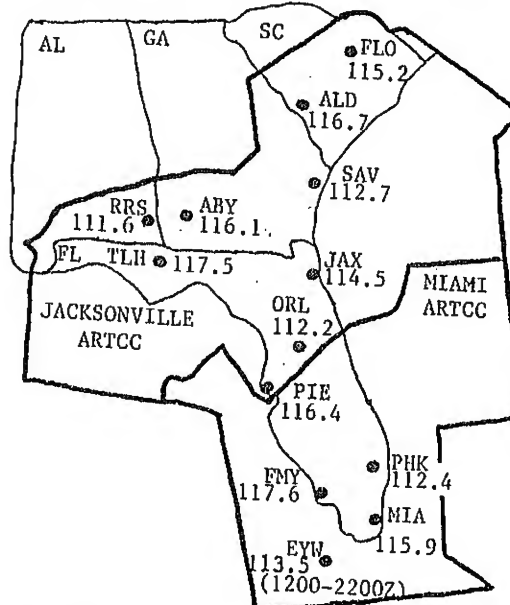 AL
GA
SC
FLO
115.2
ALD
116.7
SAV
112.7
RRS
111.6
ABY
116.1
FL
TLH
117.5
JAX
114.5
ORL
112.2
MIAMI
ARTCC
JACKSONVILLE
ARTCC
PIE
116.4
PHK
112.4
FMY
117.6
MIA
115.9
EYW
113.5
(1200-2200Z)